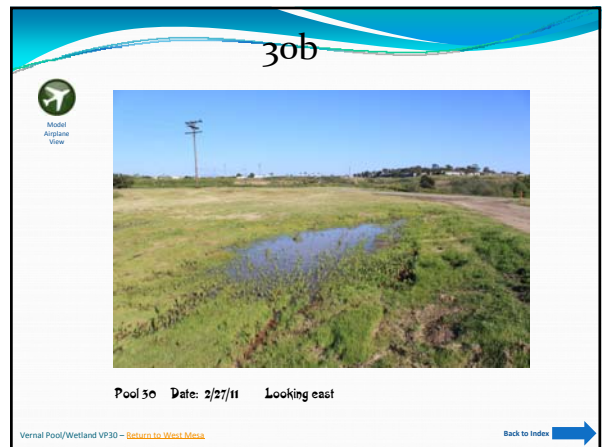 30b
Model
Airplane
View
Pool 30 Date: 2/27/11 Looking east
Vernal Pool/Wetland VP30 – Return to West Mesa
Back to Index